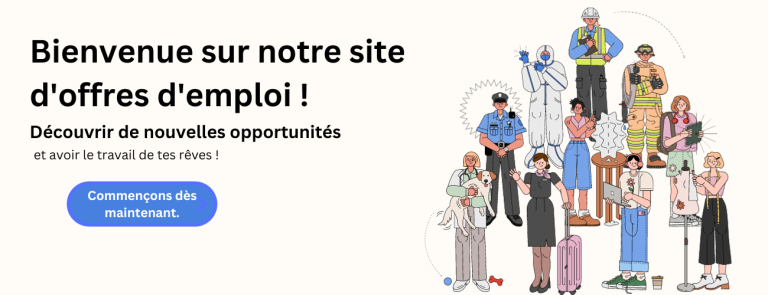 Bienvenue sur notre site
d'offres d'emploi !
Découvrir de nouvelles opportunités
et avoir le travail de tes rêves !
Commençons dès
maintenant.